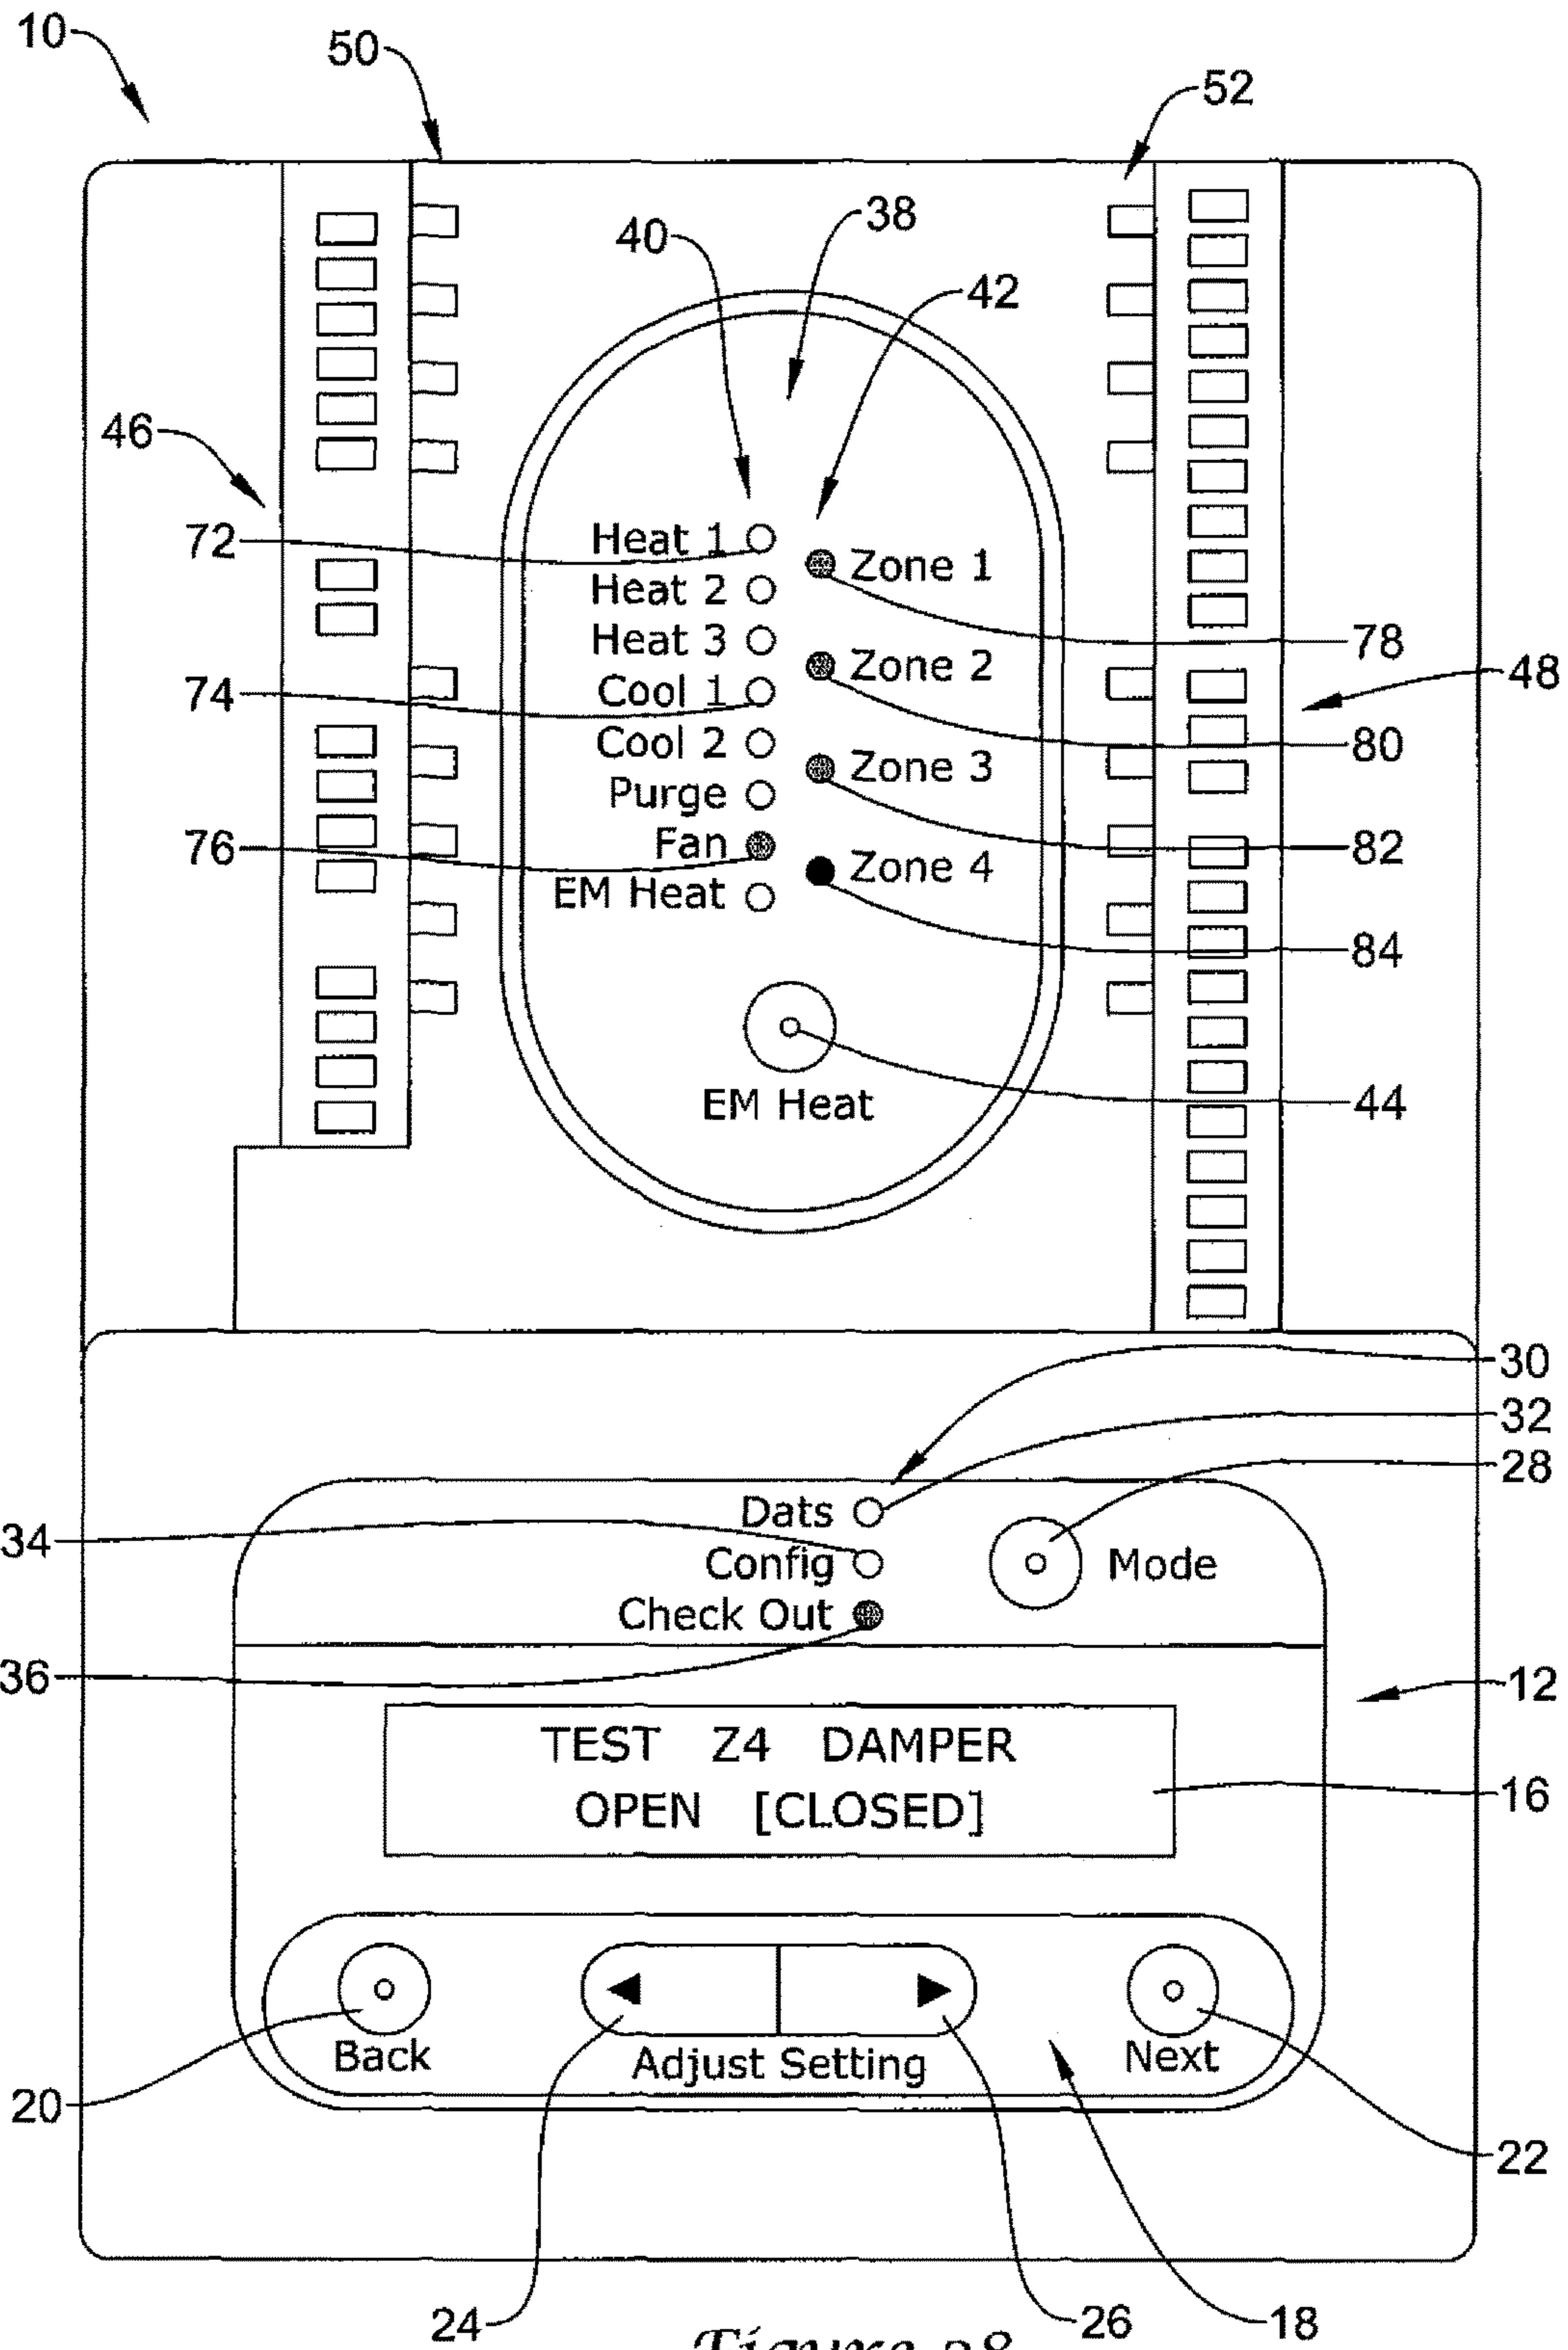 10
50
52
40
38
42
46
72
Heat 1
Zone 1
Heat 2
78
Heat 3
Zone 2
48
74
Cool 1
80
Cool 2
Zone 3
Purge
82
76
Fan
Zone 4
EM Heat
84
44
EM Heat
30
32
28
Dats
34
Config
Mode
Check Out
36
12
TEST Z4 DAMPER
16
OPEN [CLOSED]
Back
Adjust Setting
Next
20
22
24
26
18
Figure 28